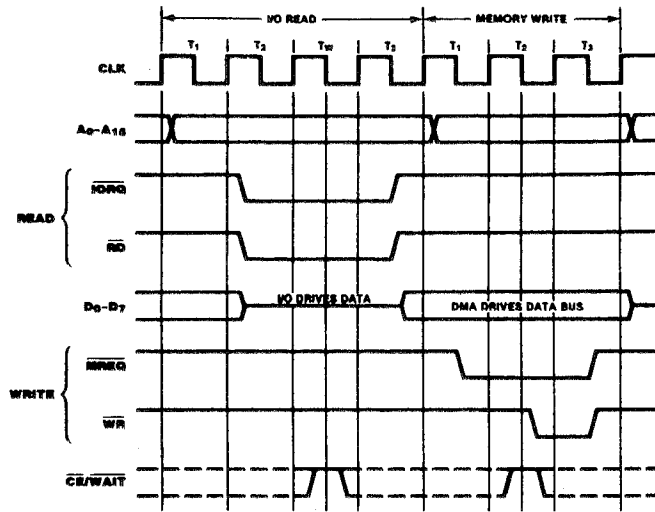 I/O READ MEMORY WRITE
T1 T2 TW T3 T1 T2 T3
CLK
A0-A15
READ
IORQ
RD
D0-D7 I/O DRIVES DATA DMA DRIVES DATA BUS
WRITE
MREQ
WR
CE/WAIT